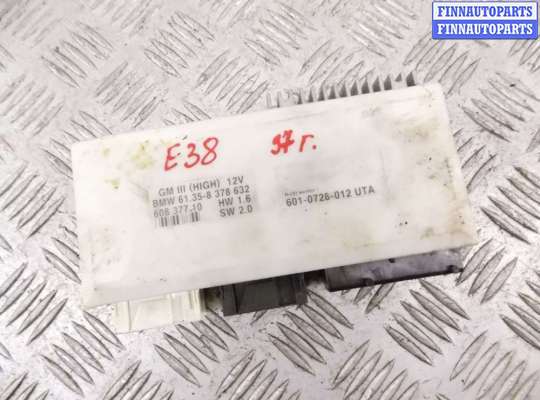 FINNAUTOPARTS
FINNAUTOPARTS
E38 97 г.
GM III (HIGH) 12V
BMW 61.35-8 378 632
608 377.10 HW 1.6
SW 2.0
601-0726-012 UTA